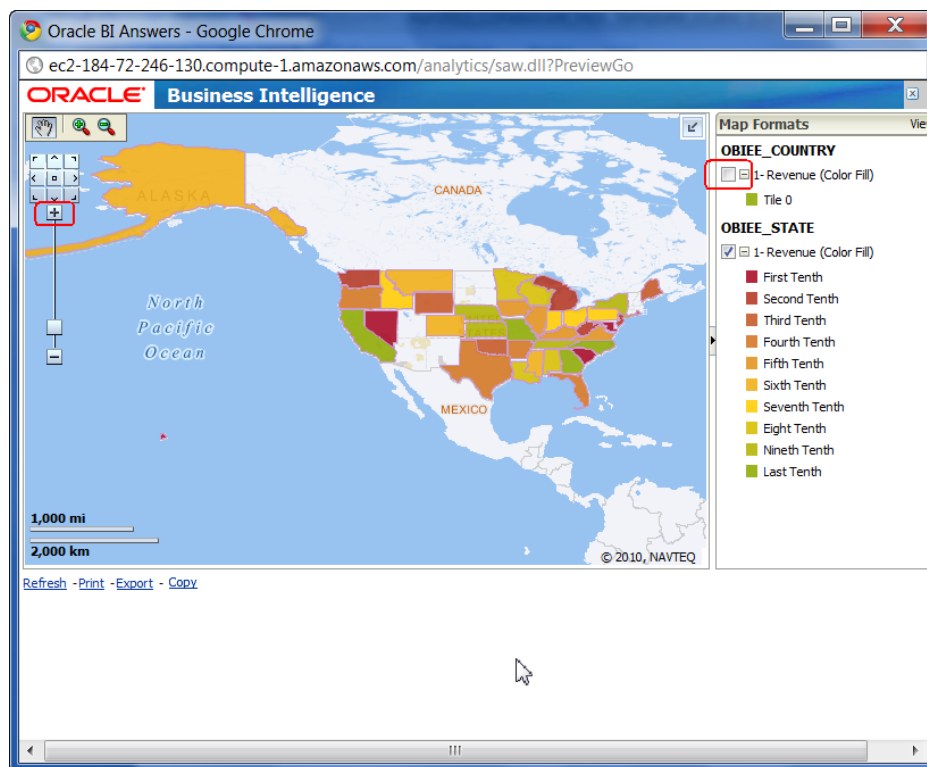 Oracle BI Answers - Google Chrome
ec2-184-72-246-130.compute-1.amazonaws.com/analytics/saw.dll?PreviewGo
ORACLE Business Intelligence
ALASKA
CANADA
North
Pacific
Ocean
MEXICO
1,000 mi
2,000 km
© 2010, NAVTEQ
Map Formats Vie
OBIEE_COUNTRY
1- Revenue (Color Fill)
Tile 0
OBIEE_STATE
1- Revenue (Color Fill)
First Tenth
Second Tenth
Third Tenth
Fourth Tenth
Fifth Tenth
Sixth Tenth
Seventh Tenth
Eight Tenth
Nineth Tenth
Last Tenth
Refresh - Print - Export - Copy